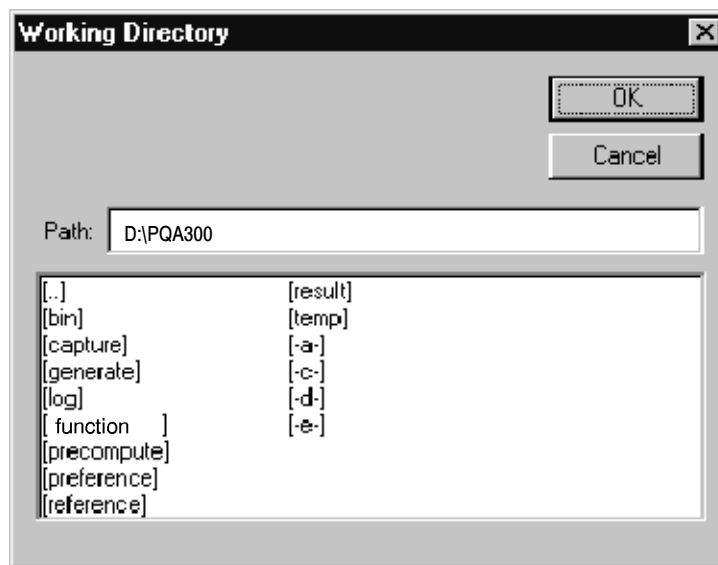 Working Directory
OK
Cancel
Path: D:\PQA300
[..]
[bin]
[capture]
[generate]
[log]
[ function ]
[precompute]
[preference]
[reference]
[result]
[temp]
[-a-]
[-c-]
[-d-]
[-e-]